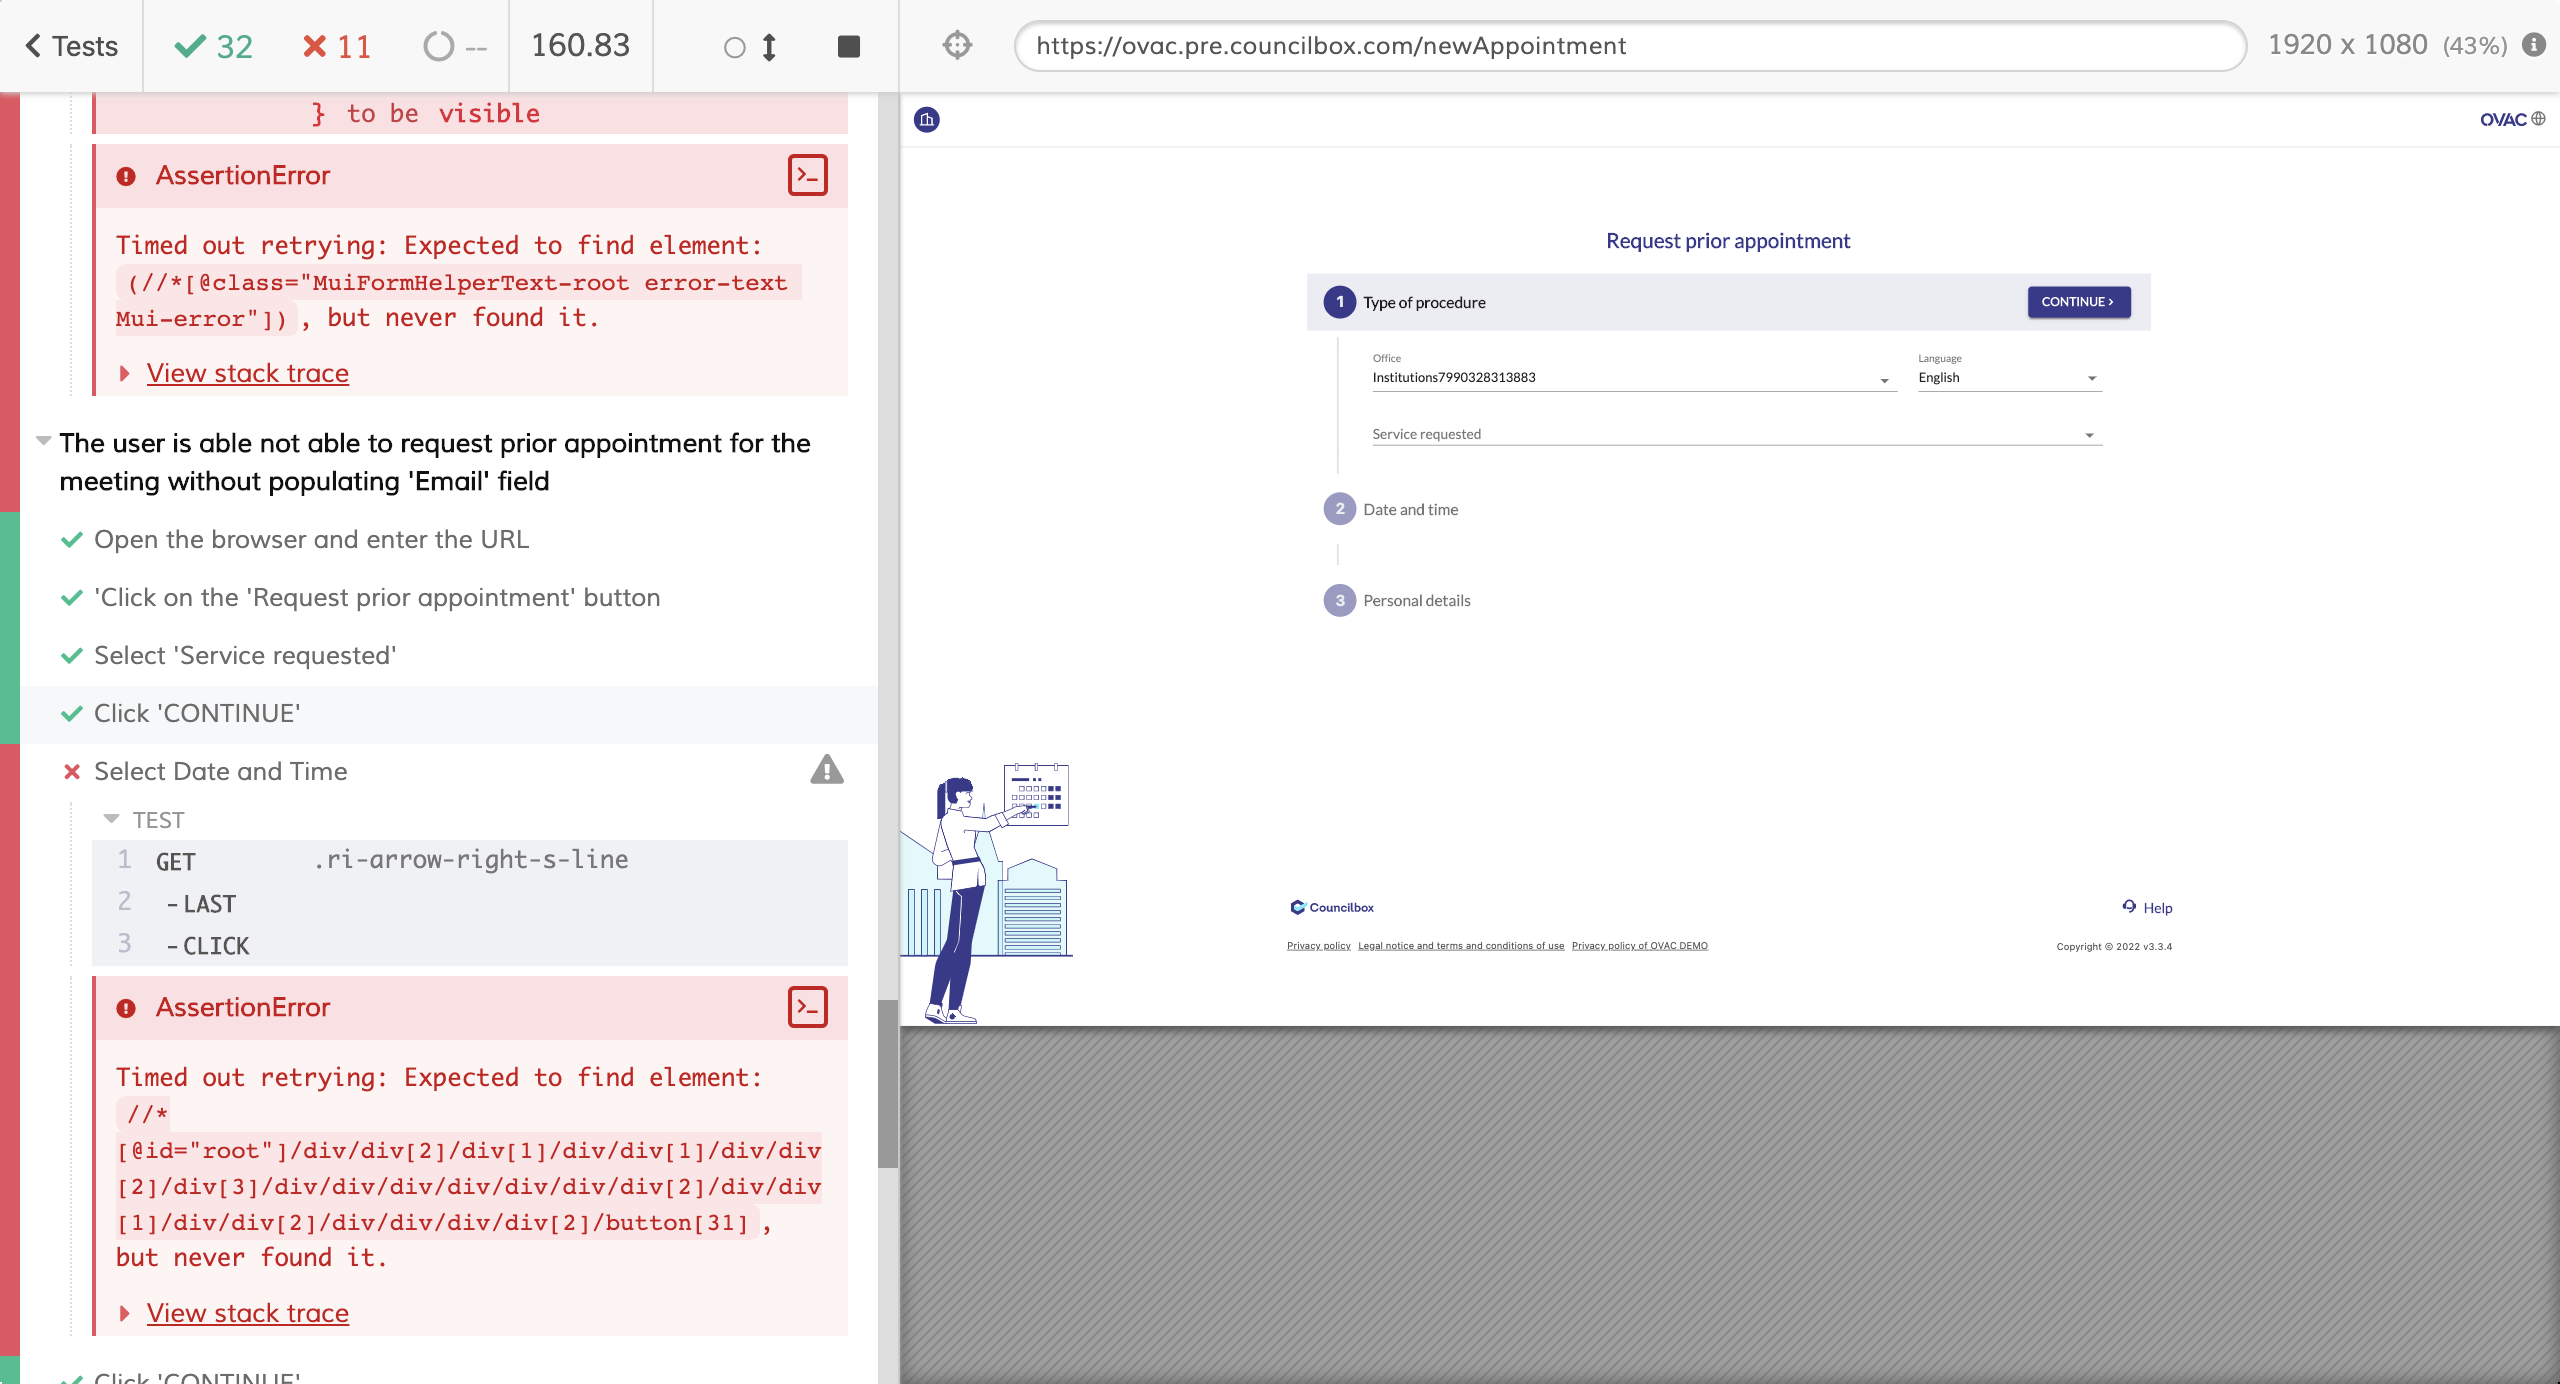 Tests
32
11
--
160.83
https://ovac.pre.councilbox.com/newAppointment
1920 x 1080 (43%)
} to be visible
AssertionError
Timed out retrying: Expected to find element:
(//*[@class="MuiFormHelperText-root error-text
Mui-error"]) , but never found it.
View stack trace
The user is able not able to request prior appointment for the
meeting without populating 'Email' field
Open the browser and enter the URL
'Click on the 'Request prior appointment' button
Select 'Service requested'
Click 'CONTINUE'
Select Date and Time
TEST
1 GET .ri-arrow-right-s-line
2 -LAST
3 -CLICK
AssertionError
Timed out retrying: Expected to find element:
//*
[@id="root"]/div/div[2]/div[1]/div/div[1]/div/div
[2]/div[3]/div/div/div/div/div/div/div[2]/div/div
[1]/div/div[2]/div/div/div/div[2]/button[31] ,
but never found it.
View stack trace
Click 'CONTINUE'
OVAC
Request prior appointment
1 Type of procedure
CONTINUE >
Office
Institutions7990328313883
Language
English
Service requested
2 Date and time
3 Personal details
Councilbox
Help
Privacy policy Legal notice and terms and conditions of use Privacy policy of OVAC DEMO
Copyright © 2022 v3.3.4